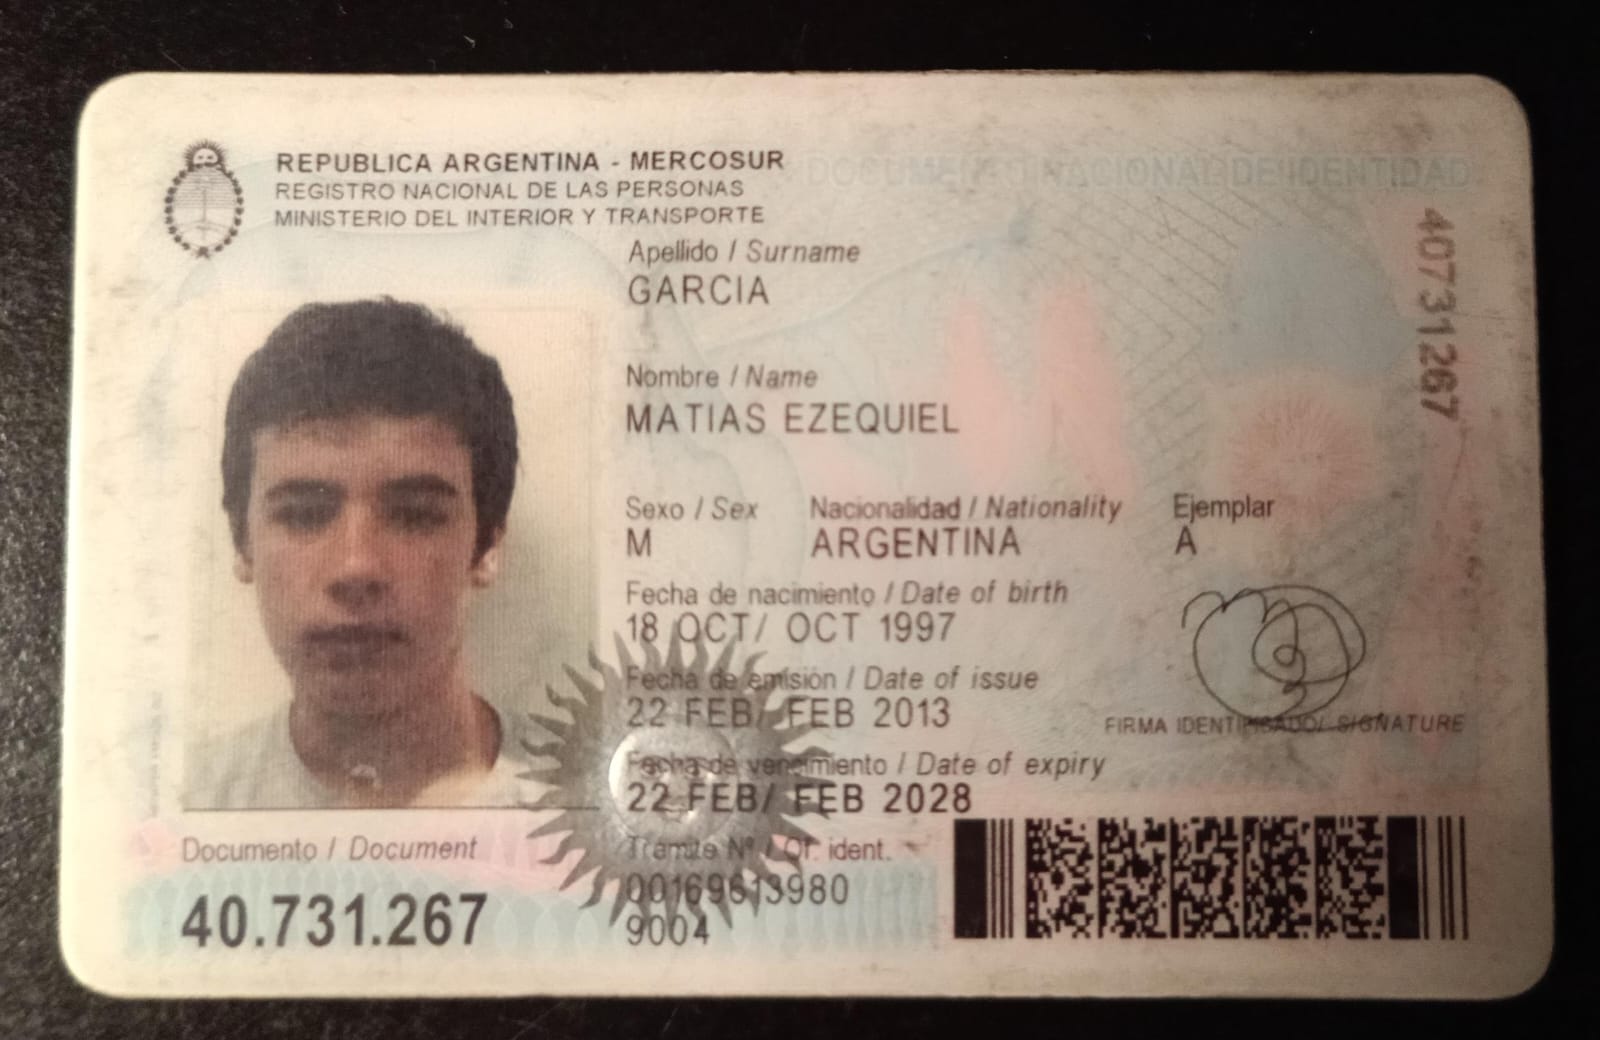 REPUBLICA ARGENTINA - MERCOSUR
REGISTRO NACIONAL DE LAS PERSONAS
MINISTERIO DEL INTERIOR Y TRANSPORTE
DOCUMENTO NACIONAL DE IDENTIDAD
40731267
Apellido / Surname
GARCIA
Nombre / Name
MATIAS EZEQUIEL
Sexo / Sex Nacionalidad / Nationality Ejemplar
M ARGENTINA A
Fecha de nacimiento / Date of birth
18 OCT/ OCT 1997
Fecha de emisión / Date of issue
22 FEB/ FEB 2013
FIRMA IDENTIFICADO/ SIGNATURE
Fecha de vencimiento / Date of expiry
22 FEB/ FEB 2028
Documento / Document
40.731.267
Tramite Nº / Of. ident.
00169613980
9004